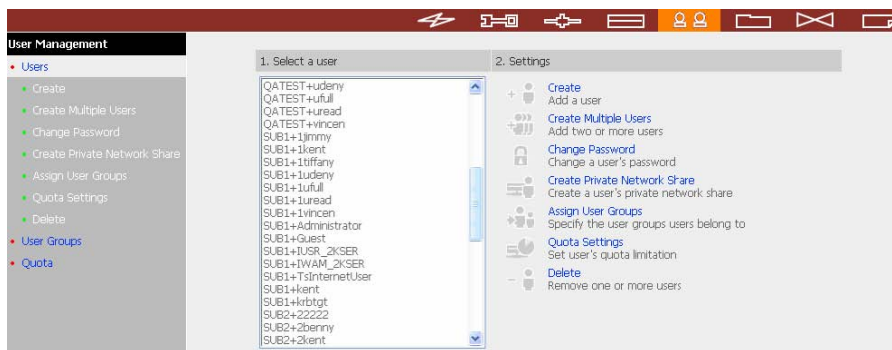 User Management
Users
Create
Create Multiple Users
Change Password
Create Private Network Share
Assign User Groups
Quota Settings
Delete
User Groups
Quota
1. Select a user
QATEST+udeny
QATEST+ufull
QATEST+uread
QATEST+vincen
SUB1+1jimmy
SUB1+1kent
SUB1+1tiffany
SUB1+1udeny
SUB1+1ufull
SUB1+1uread
SUB1+1vincen
SUB1+Administrator
SUB1+Guest
SUB1+IUSR_2KSER
SUB1+IWAM_2KSER
SUB1+TsInternetUser
SUB1+kent
SUB1+krbtgt
SUB2+22222
SUB2+2benny
SUB2+2kent
2. Settings
Create
Add a user
Create Multiple Users
Add two or more users
Change Password
Change a user's password
Create Private Network Share
Create a user's private network share
Assign User Groups
Specify the user groups users belong to
Quota Settings
Set user's quota limitation
Delete
Remove one or more users